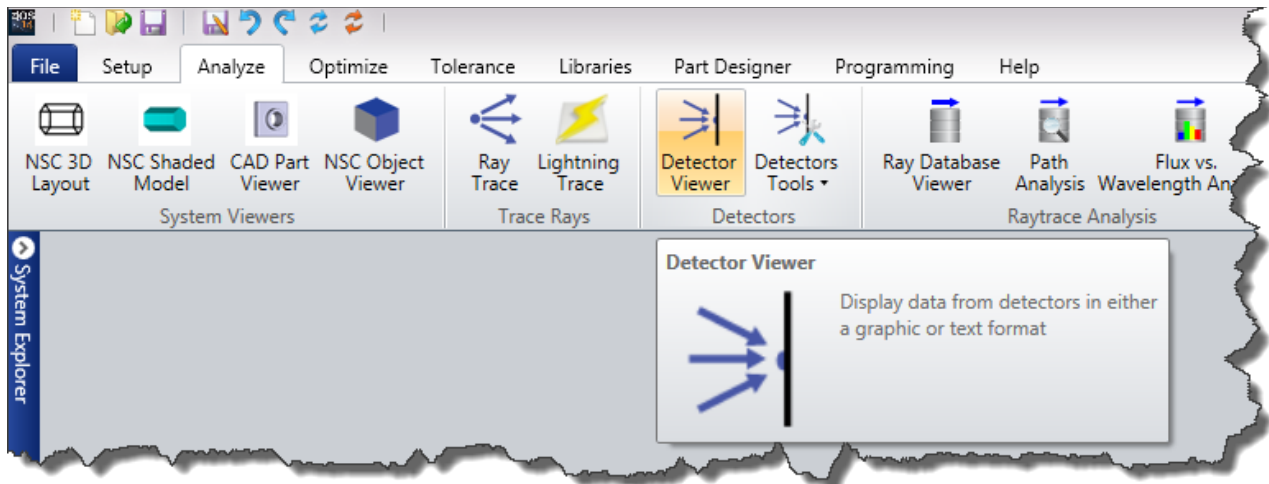 File Setup Analyze Optimize Tolerance Libraries Part Designer Programming Help
NSC 3D Layout
NSC Shaded Model
CAD Part Viewer
NSC Object Viewer
Ray Trace
Lightning Trace
Detector Viewer
Detectors Tools
Ray Database Viewer
Path Analysis
Flux vs. Wavelength An
System Viewers
Trace Rays
Detectors
Raytrace Analysis
System Explorer
Detector Viewer
Display data from detectors in either
a graphic or text format